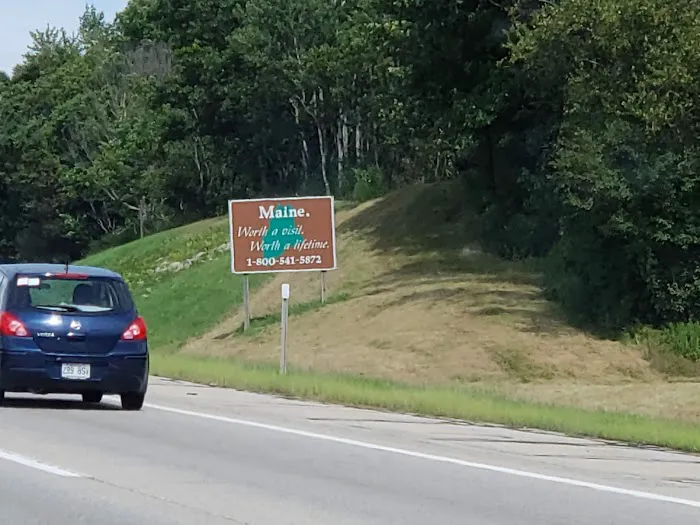 Maine.
Worth a visit.
Worth a lifetime.
1-800-541-5872